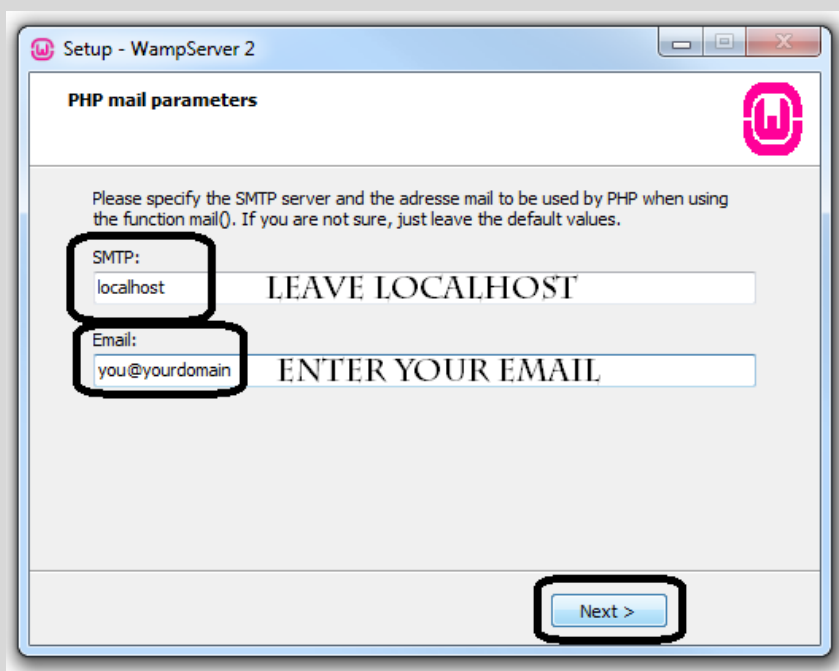 Setup - WampServer 2
PHP mail parameters
Please specify the SMTP server and the adresse mail to be used by PHP when using
the function mail(). If you are not sure, just leave the default values.
SMTP:
localhost LEAVE LOCALHOST
Email:
you@yourdomain ENTER YOUR EMAIL
Next >